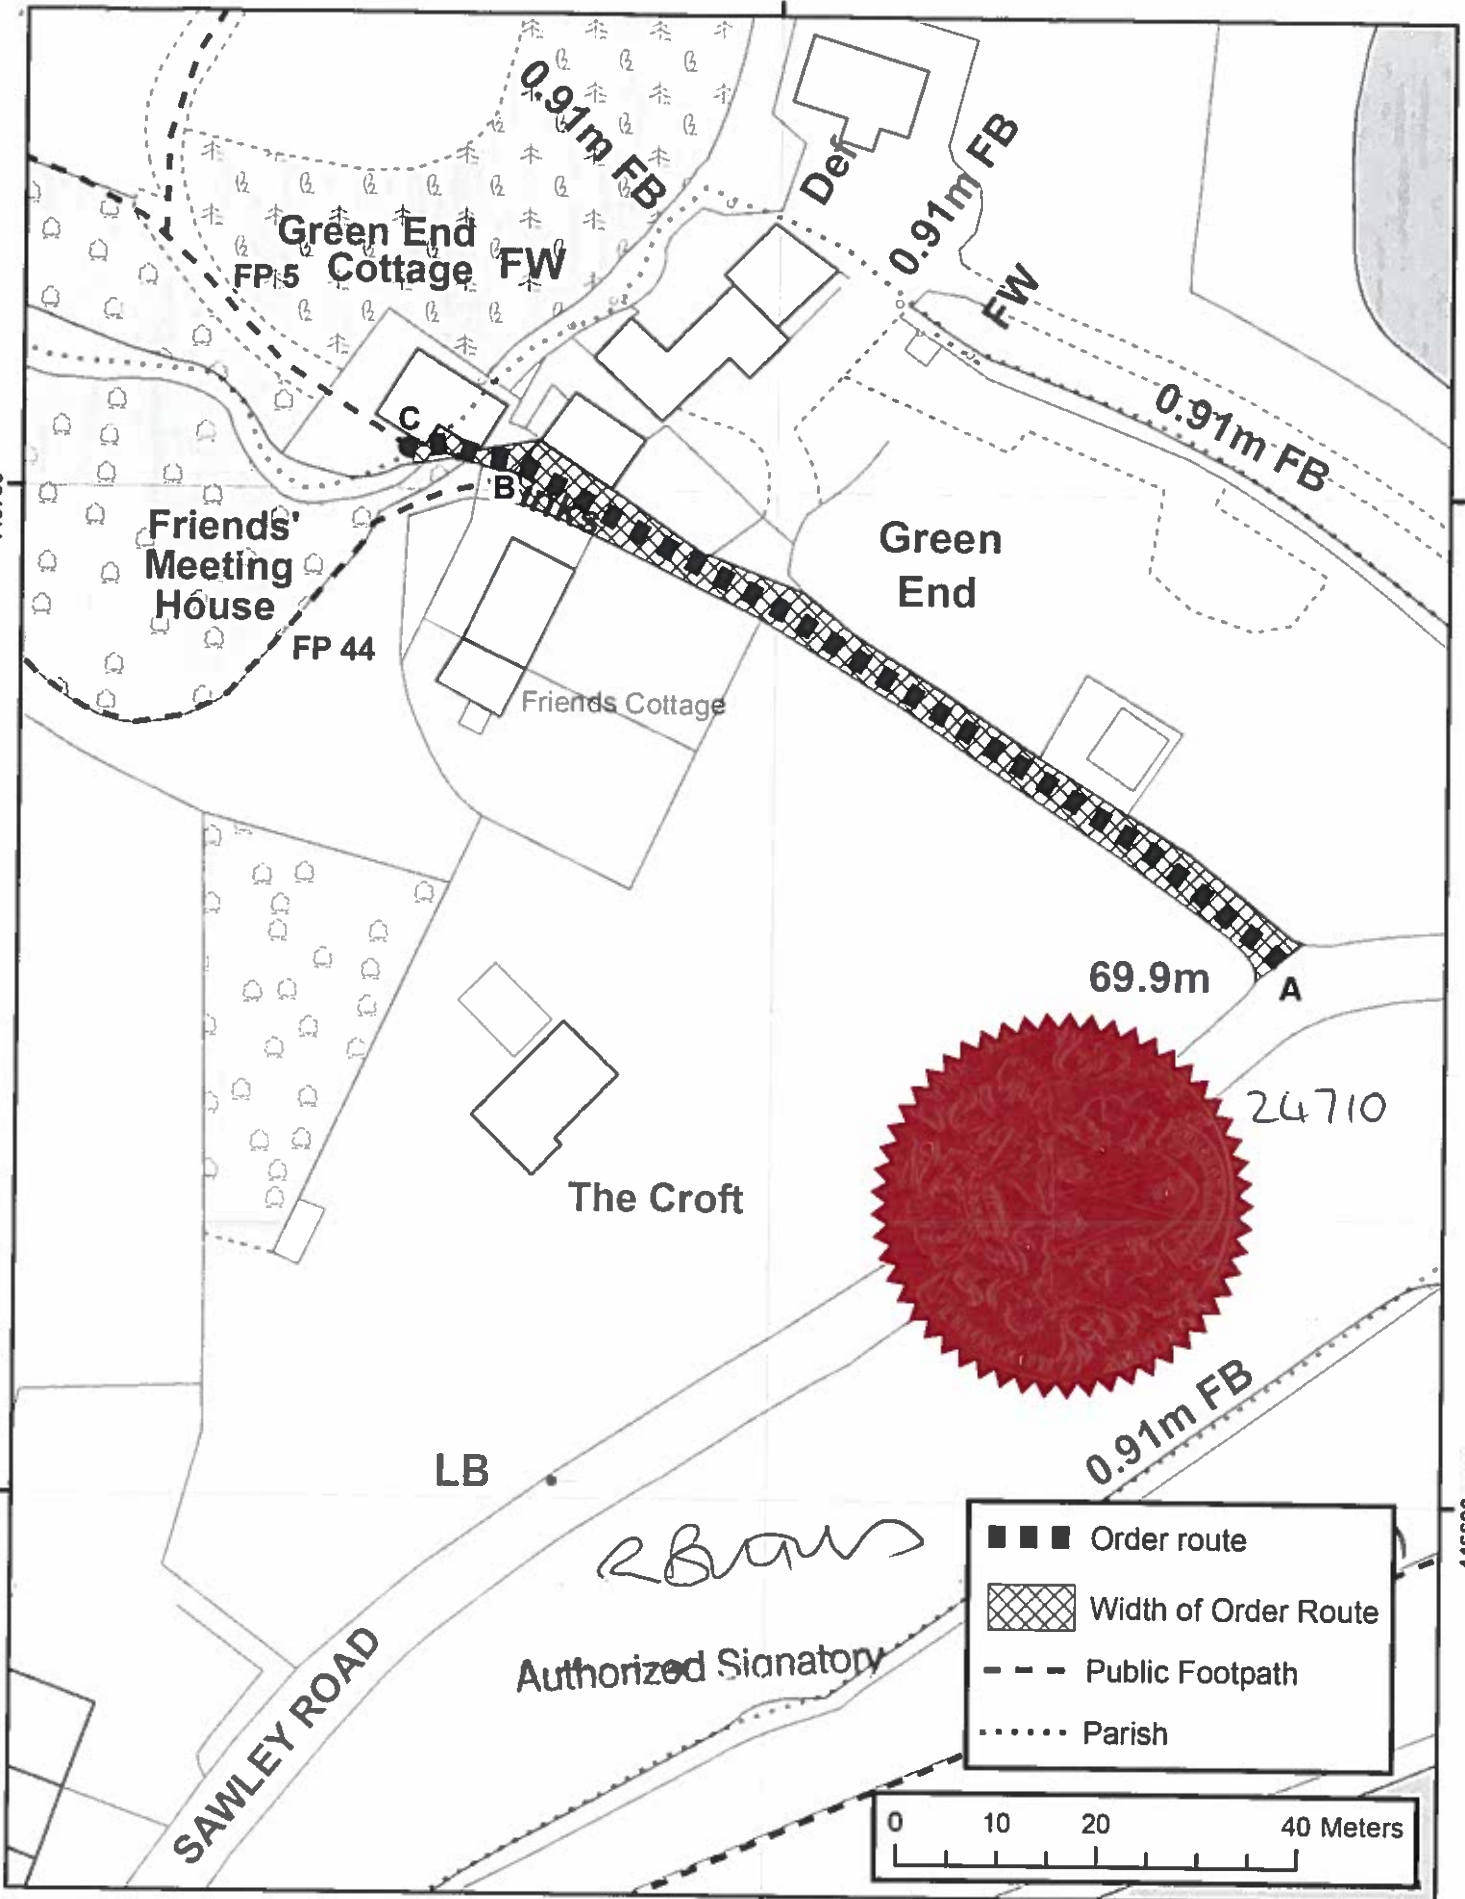 0.91m FB
Def
0.91m FB
Green End
Cottage
FW
FP 5
FW
0.91m FB
C
B
Friends'
Meeting
House
Green
End
FP 44
Friends Cottage
69.9m
A
24710
The Croft
0.91m FB
LB
Authorized Signatory
SAWLEY ROAD
Order route
Width of Order Route
Public Footpath
Parish
0 10 20 40 Meters